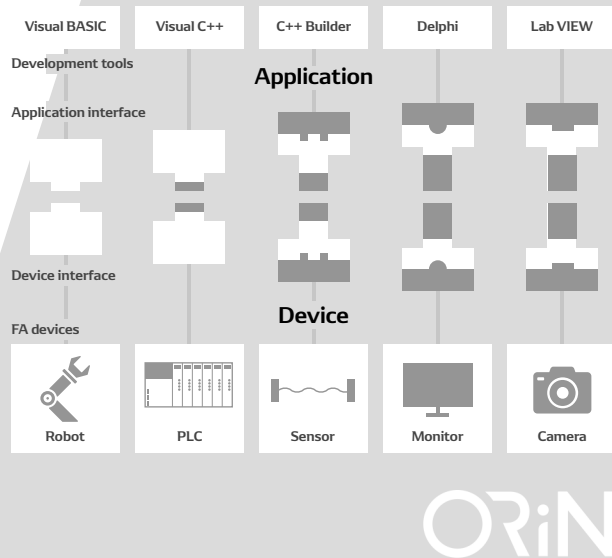 Visual BASIC
Visual C++
C++ Builder
Delphi
Lab VIEW
Development tools
Application
Application interface
Device interface
Device
FA devices
Robot
PLC
Sensor
Monitor
Camera
ORiN